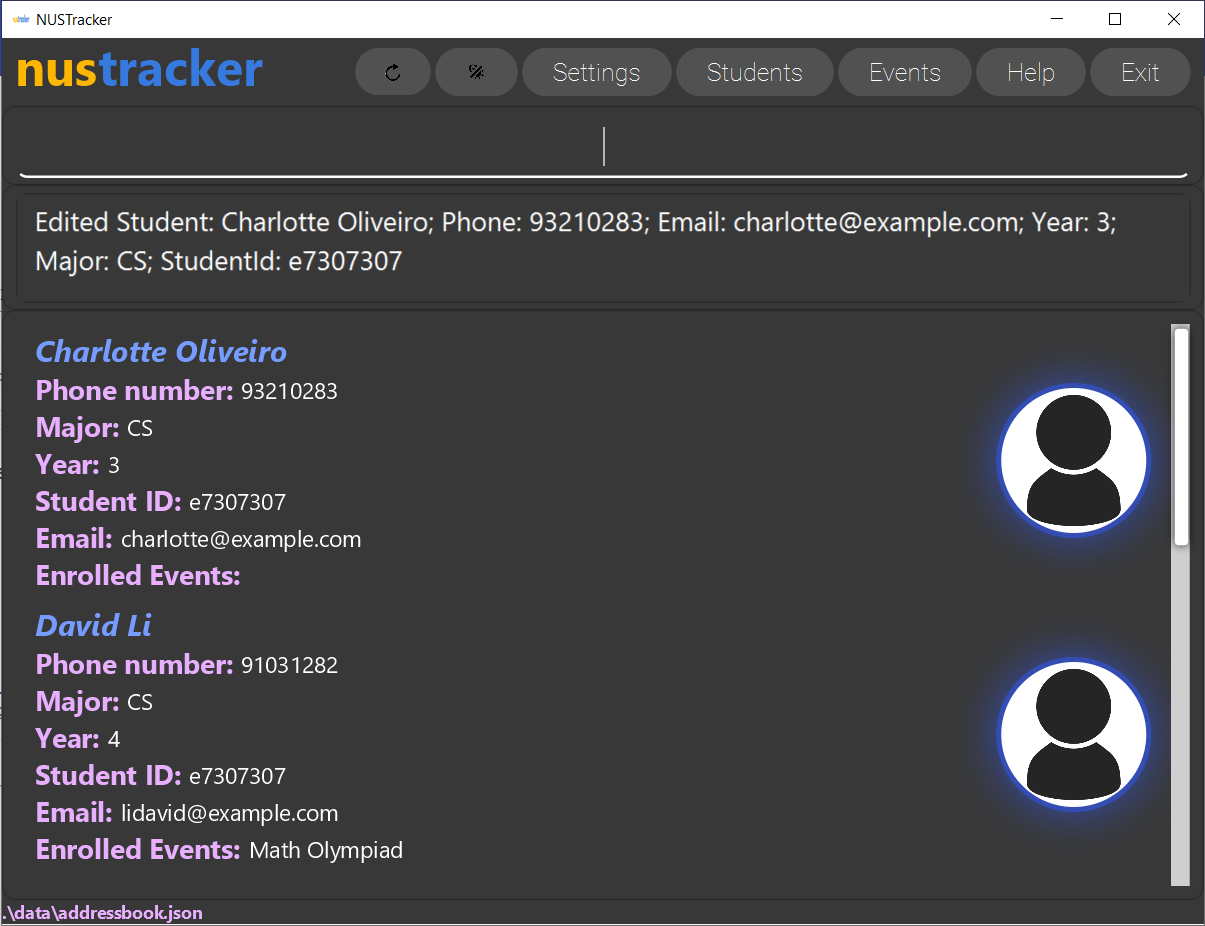 NUSTracker
nustracker
Settings
Students
Events
Help
Exit
Edited Student: Charlotte Oliveiro; Phone: 93210283; Email: charlotte@example.com; Year: 3;
Major: CS; StudentId: e7307307
Charlotte Oliveiro
Phone number: 93210283
Major: CS
Year: 3
Student ID: e7307307
Email: charlotte@example.com
Enrolled Events:
David Li
Phone number: 91031282
Major: CS
Year: 4
Student ID: e7307307
Email: lidavid@example.com
Enrolled Events: Math Olympiad
.\data\addressbook.json